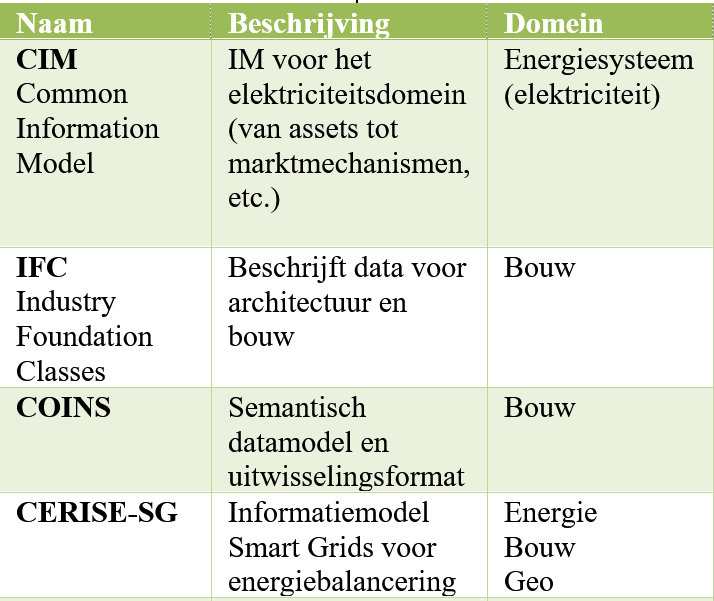 Naam Beschrijving Domein
CIM
Common
Information
Model
IM voor het
elektriciteitsdomein
(van assets tot
marktmechanismen,
etc.)
Energiesysteem
(elektriciteit)
IFC
Industry
Foundation
Classes
Beschrijft data voor
architectuur en
bouw
Bouw
COINS
Semantisch
datamodel en
uitwisselingsformat
Bouw
CERISE-SG
Informatiemodel
Smart Grids voor
energiebalancering
Energie
Bouw
Geo